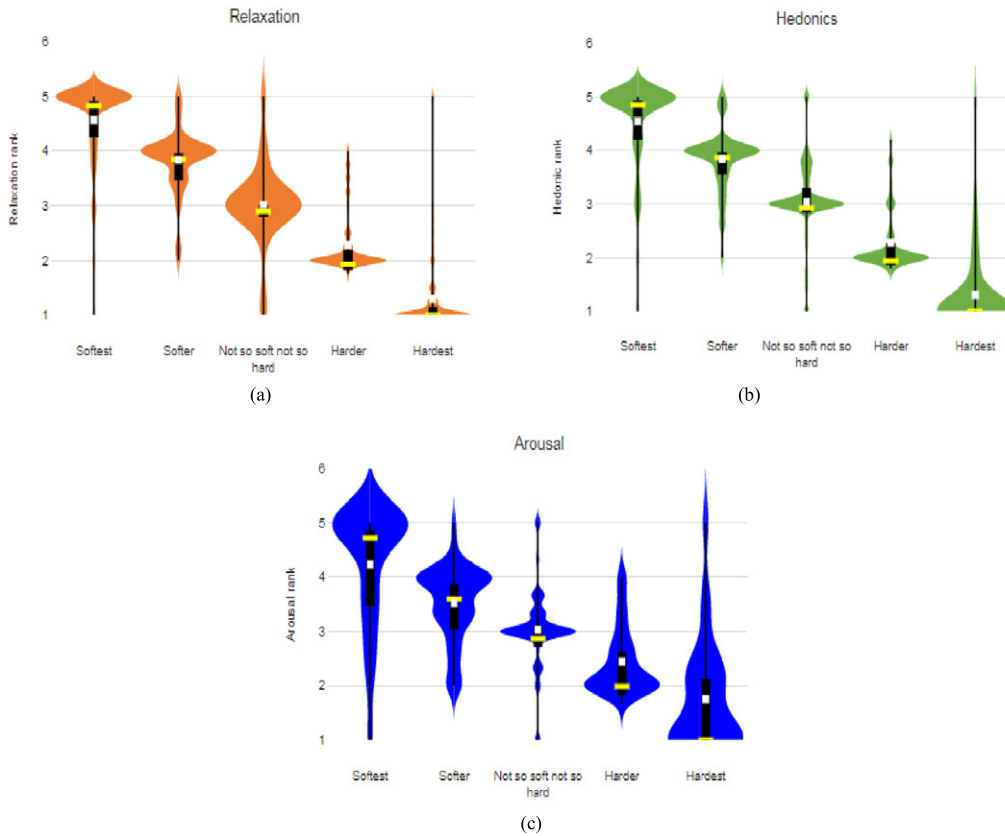 Relaxation
6
5
4
3
2
1
Relaxation rank
Softest
Softer
Not so soft not so
hard
Harder
Hardest
(a)
Hedonics
6
5
4
3
2
1
Hedonic rank
Softest
Softer
Not so soft not so
hard
Harder
Hardest
(b)
Arousal
6
5
4
3
2
1
Arousal rank
Softest
Softer
Not so soft not so
hard
Harder
Hardest
(c)